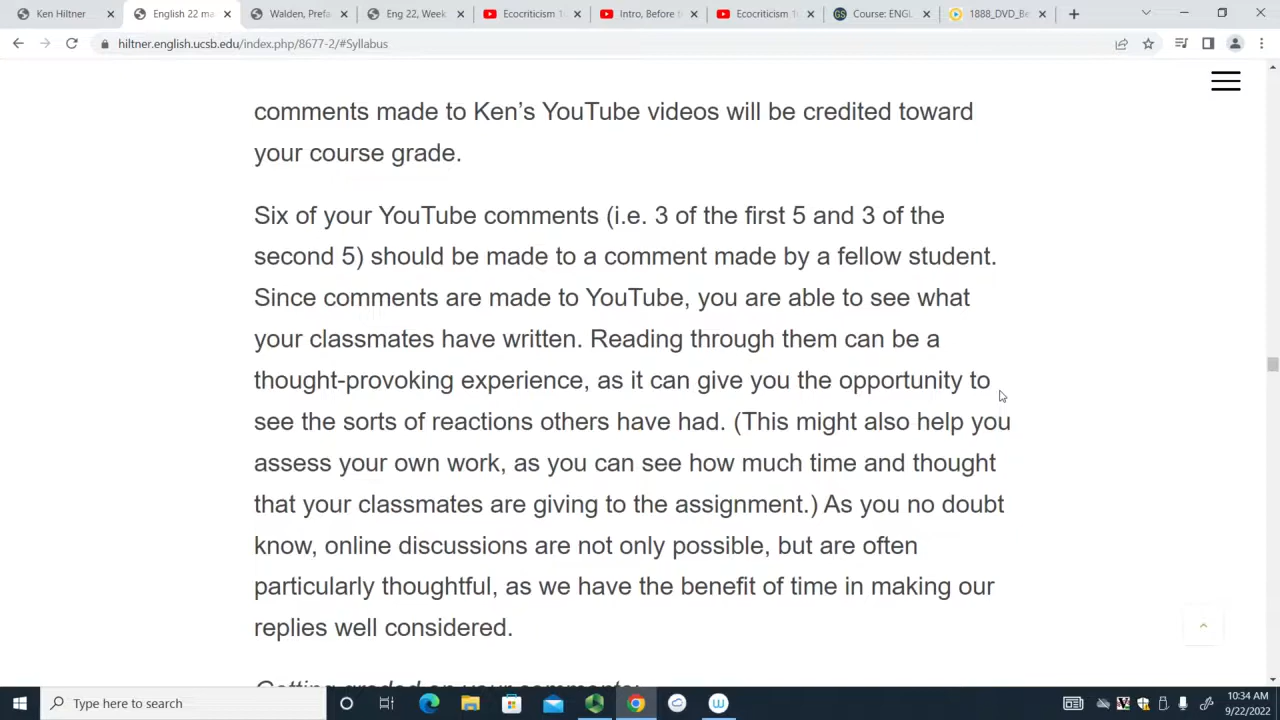 Ken Hiltner
English 22 ma
Walden, Prefa
Eng 22, Week
Ecocriticism 1
Intro, Before t
Ecocriticism 1
Course: ENGL
1888_DVD_Be
hiltner.english.ucsb.edu/index.php/8677-2/#Syllabus
comments made to Ken's YouTube videos will be credited toward
your course grade.
Six of your YouTube comments (i.e. 3 of the first 5 and 3 of the
second 5) should be made to a comment made by a fellow student.
Since comments are made to YouTube, you are able to see what
your classmates have written. Reading through them can be a
thought-provoking experience, as it can give you the opportunity to
see the sorts of reactions others have had. (This might also help you
assess your own work, as you can see how much time and thought
that your classmates are giving to the assignment.) As you no doubt
know, online discussions are not only possible, but are often
particularly thoughtful, as we have the benefit of time in making our
replies well considered.
Getting graded on your comments:
Type here to search
10:34 AM
9/22/2022